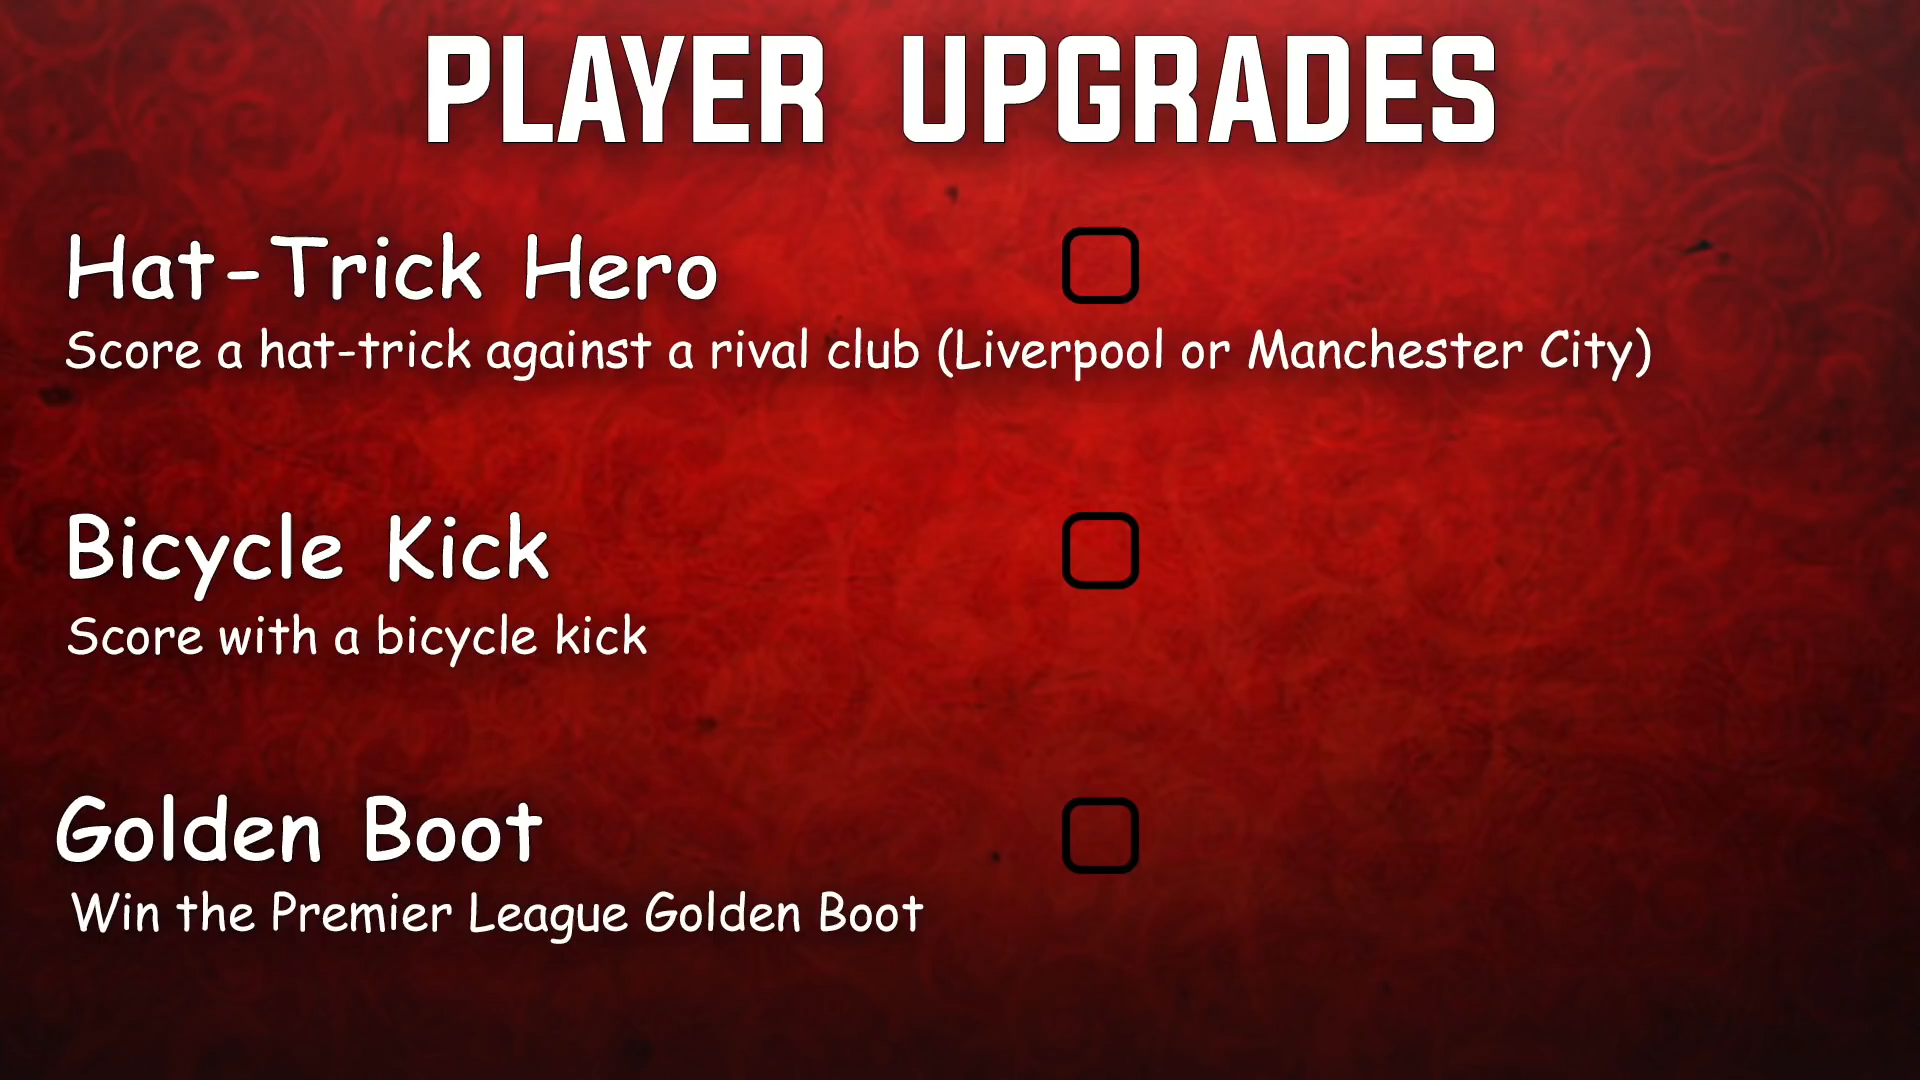 PLAYER UPGRADES
Hat-Trick Hero
Score a hat-trick against a rival club (Liverpool or Manchester City)
Bicycle Kick
Score with a bicycle kick
Golden Boot
Win the Premier League Golden Boot